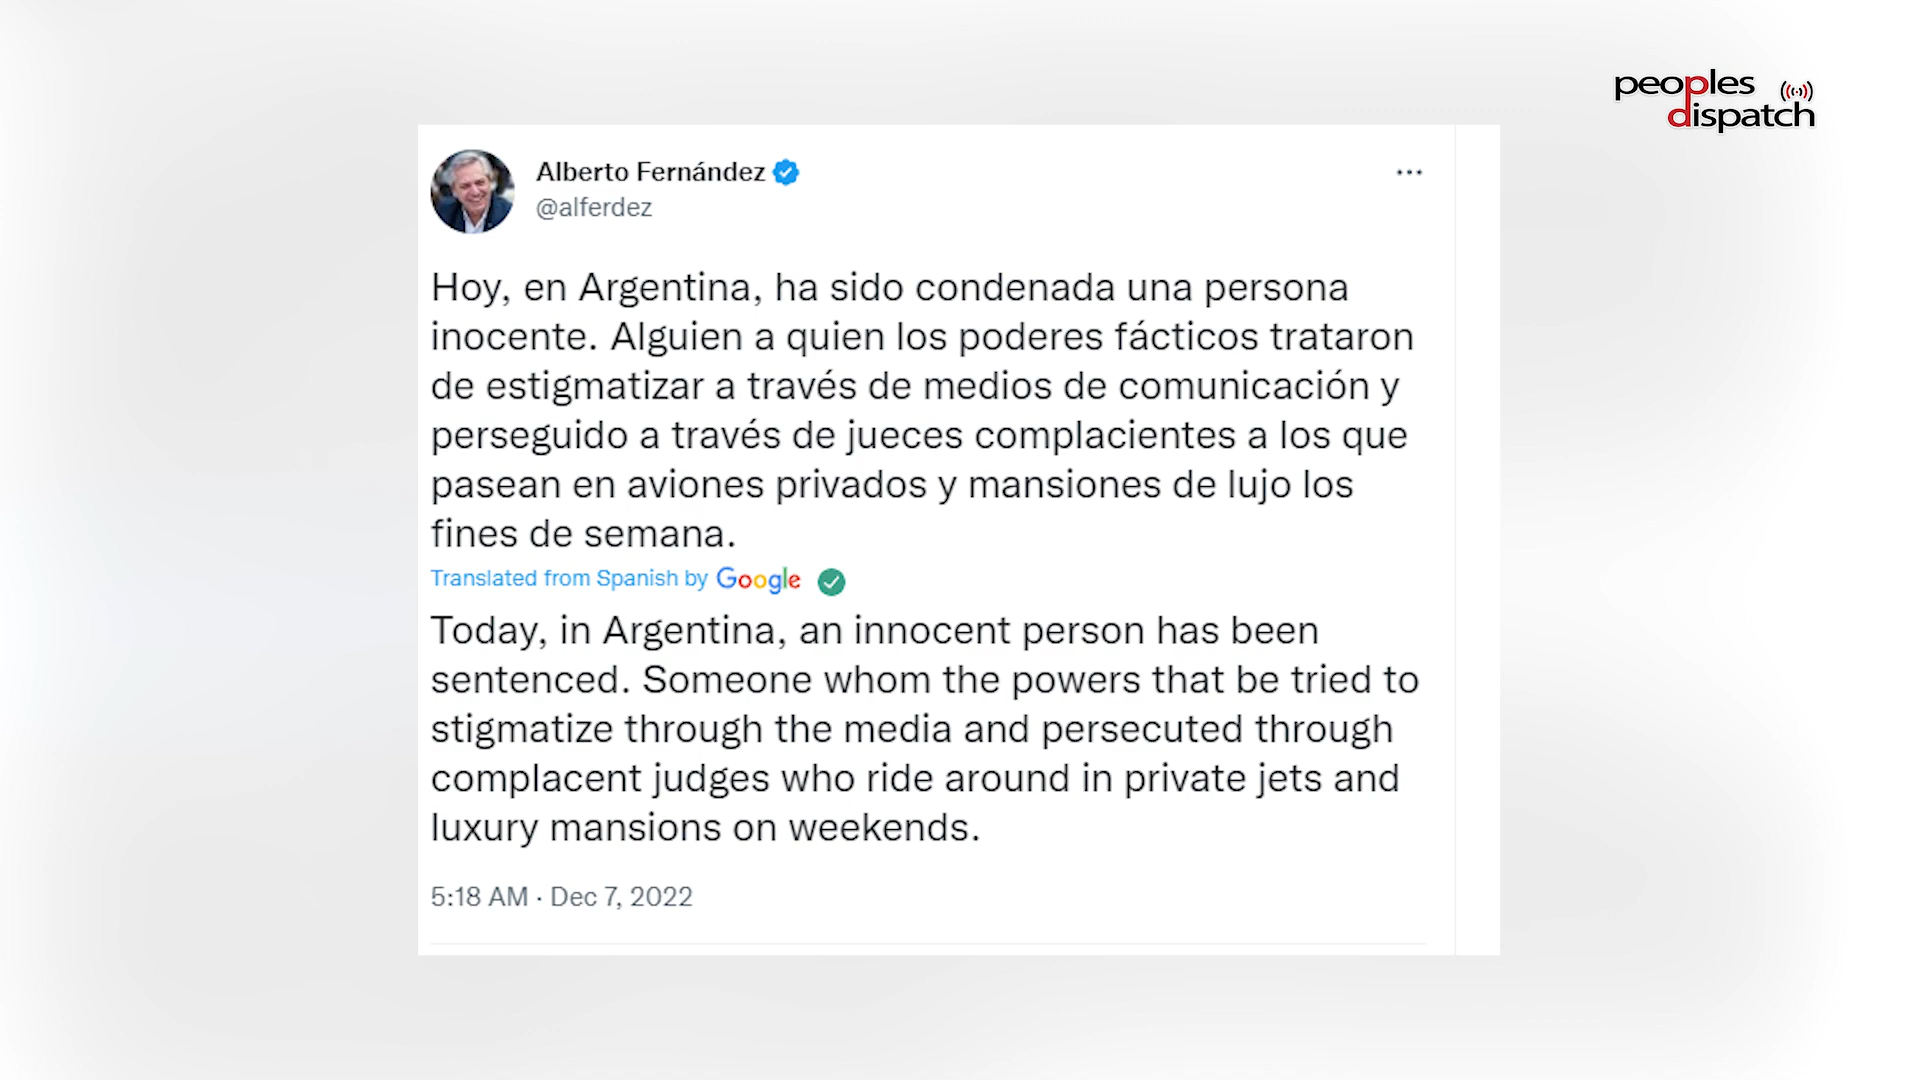 peoples
dispatch
Alberto Fernández
@alferdez
Hoy, en Argentina, ha sido condenada una persona
inocente. Alguien a quien los poderes fácticos trataron
de estigmatizar a través de medios de comunicación y
perseguido a través de jueces complacientes a los que
pasean en aviones privados y mansiones de lujo los
fines de semana.
Translated from Spanish by Google
Today, in Argentina, an innocent person has been
sentenced. Someone whom the powers that be tried to
stigmatize through the media and persecuted through
complacent judges who ride around in private jets and
luxury mansions on weekends.
5:18 AM · Dec 7, 2022